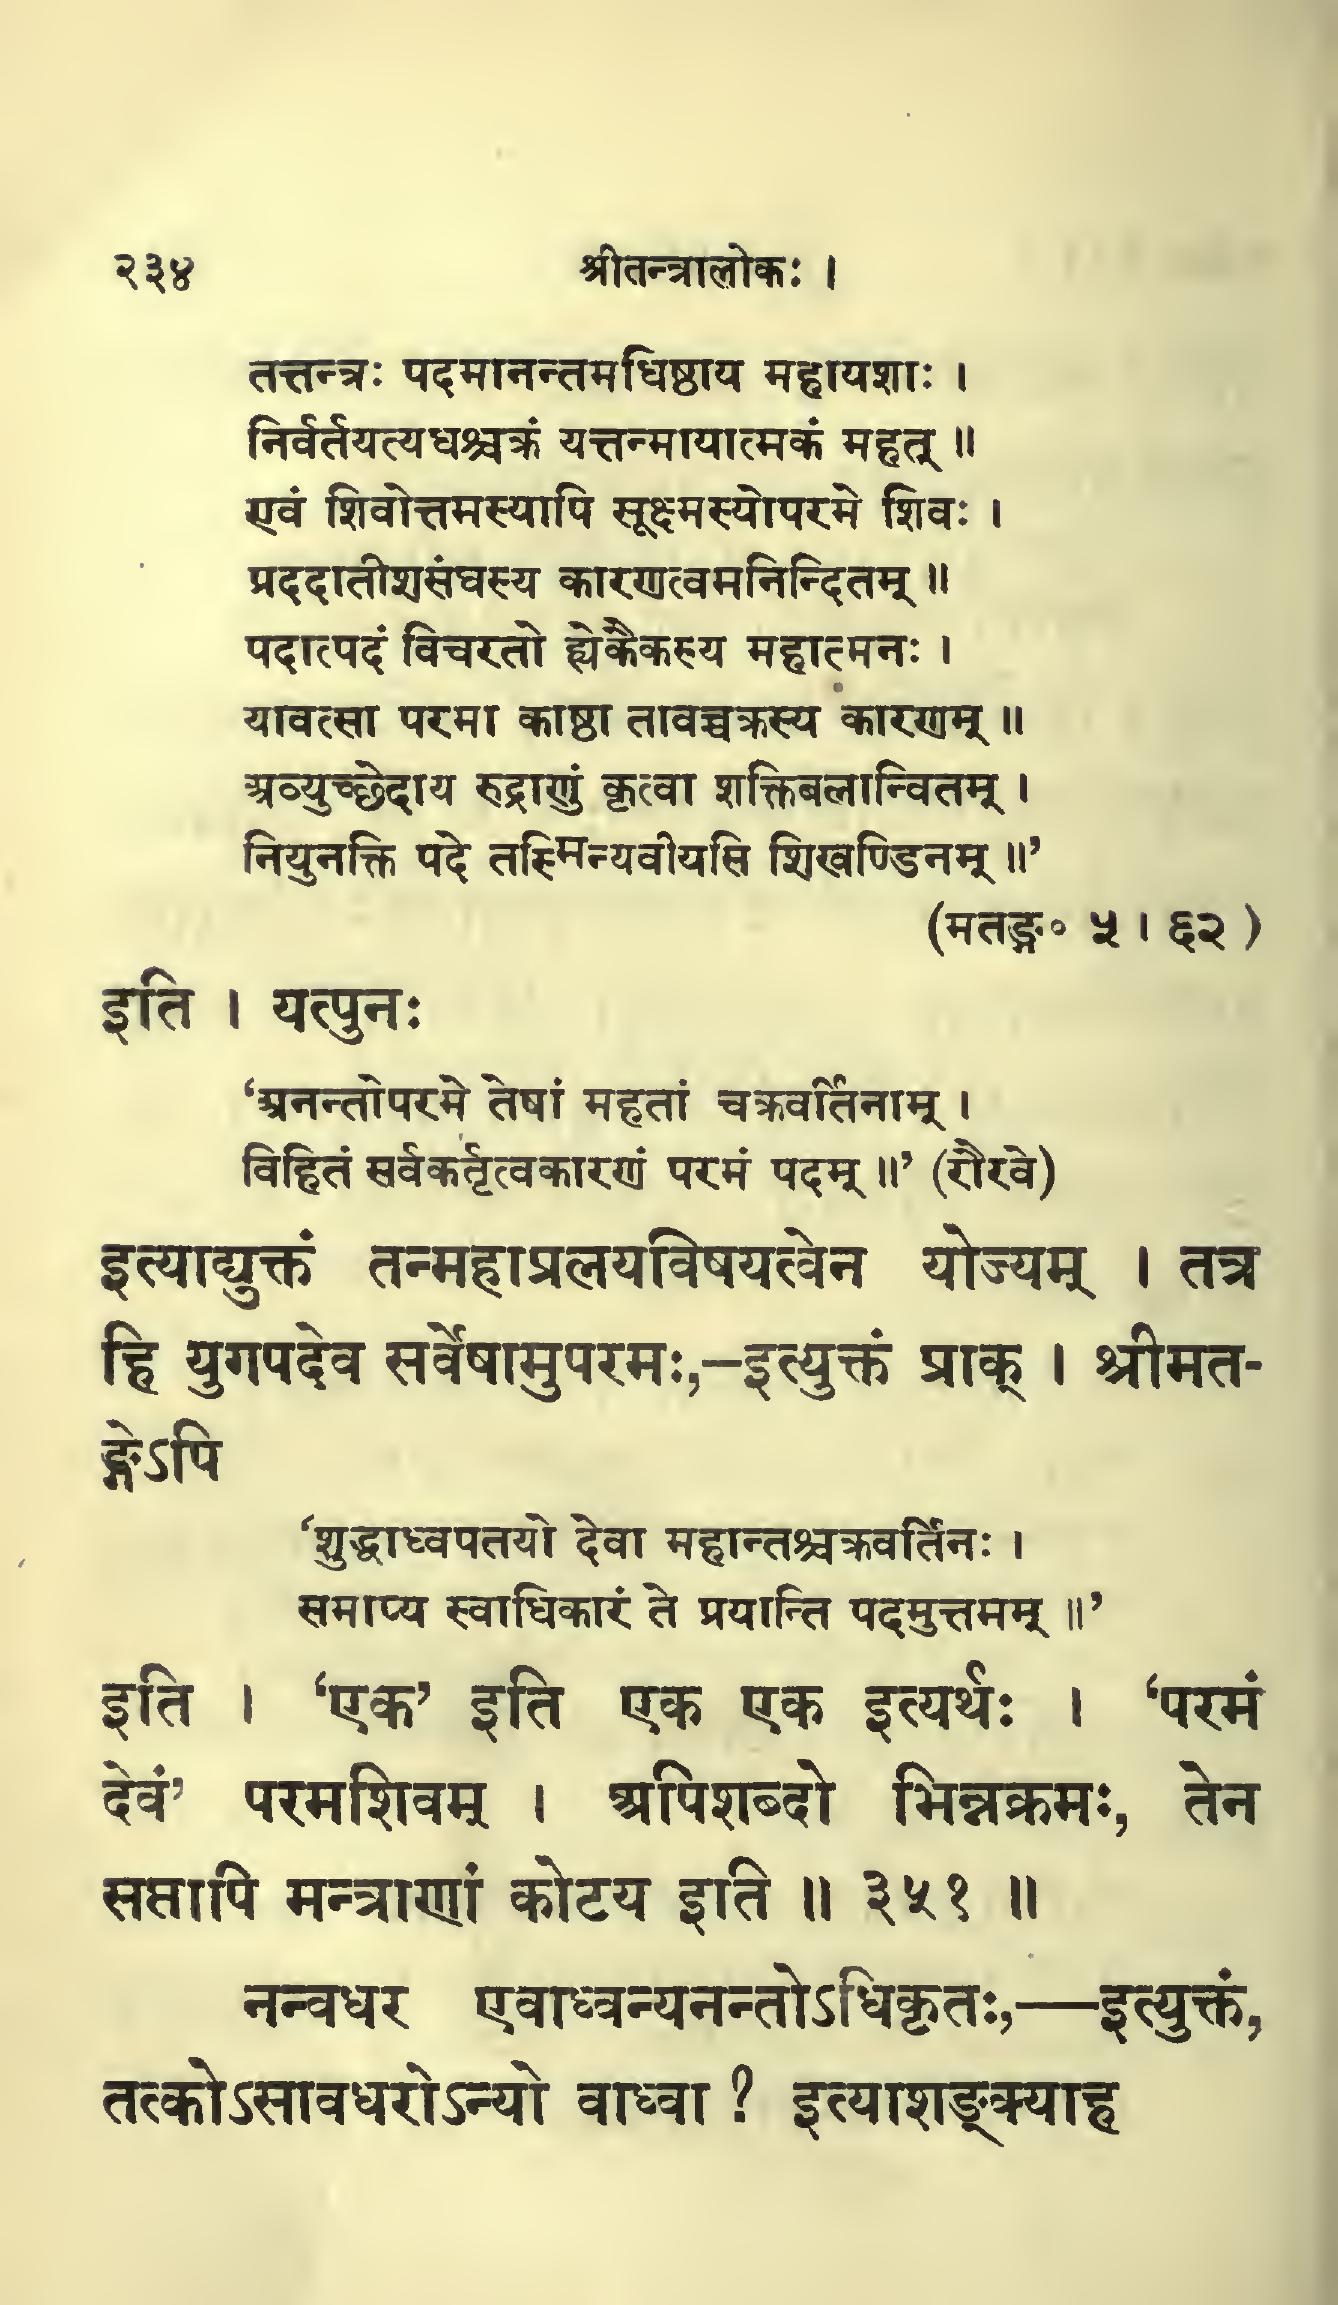 २३४ श्रीतन्त्रालोकः ।
तत्तन्त्रः पदमानन्तमधिष्ठाय महायशाः ।
निर्वर्तयत्यधश्चक्रं यत्तन्मायात्मकं महत् ॥
एवं शिवोत्तमस्यापि सूक्ष्मस्योपरमे शिवः ।
प्रददातीशसंघस्य कारणत्वमनिन्दितम् ॥
पदात्पदं विचरतो ह्येकैकस्य महात्मनः ।
यावत्सा परमा काष्ठा तावच्चक्रस्य कारणम् ॥
अव्युच्छेदाय रुद्राणुं कृत्वा शक्तिबलान्वितम् ।
नियुनक्ति पदे तस्मिन्यवीयसि शिखण्डिनम् ॥’
(मतङ्ग० ५ । ६२ )
इति । यत्पुनः
‘अनन्तोपरमे तेषां महतां चक्रवर्तिनाम् ।
विहितं सर्वकर्तृत्वकारणं परमं पदम् ॥’ (रौरवे)
इत्याद्युक्तं तन्महाप्रलयविषयत्वेन योज्यम् । तत्र
हि युगपदेव सर्वेषामुपरमः,–इत्युक्तं प्राक् । श्रीमत-
ङ्गेऽपि
‘शुद्धाध्वपतयो देवा महान्तश्चक्रवर्तिनः ।
समाप्य स्वाधिकारं ते प्रयान्ति पदमुत्तमम् ॥’
इति । ‘एक’ इति एक एक इत्यर्थः । ‘परमं
देवं’ परमशिवम् । अपिशब्दो भिन्नक्रमः, तेन
सप्तापि मन्त्राणां कोटय इति ॥ ३५१ ॥
नन्वधर एवाध्वन्यनन्तोऽधिकृतः,—इत्युक्तं,
तत्कोऽसावधरोऽन्यो वाध्वा ? इत्याशङ्क्याह